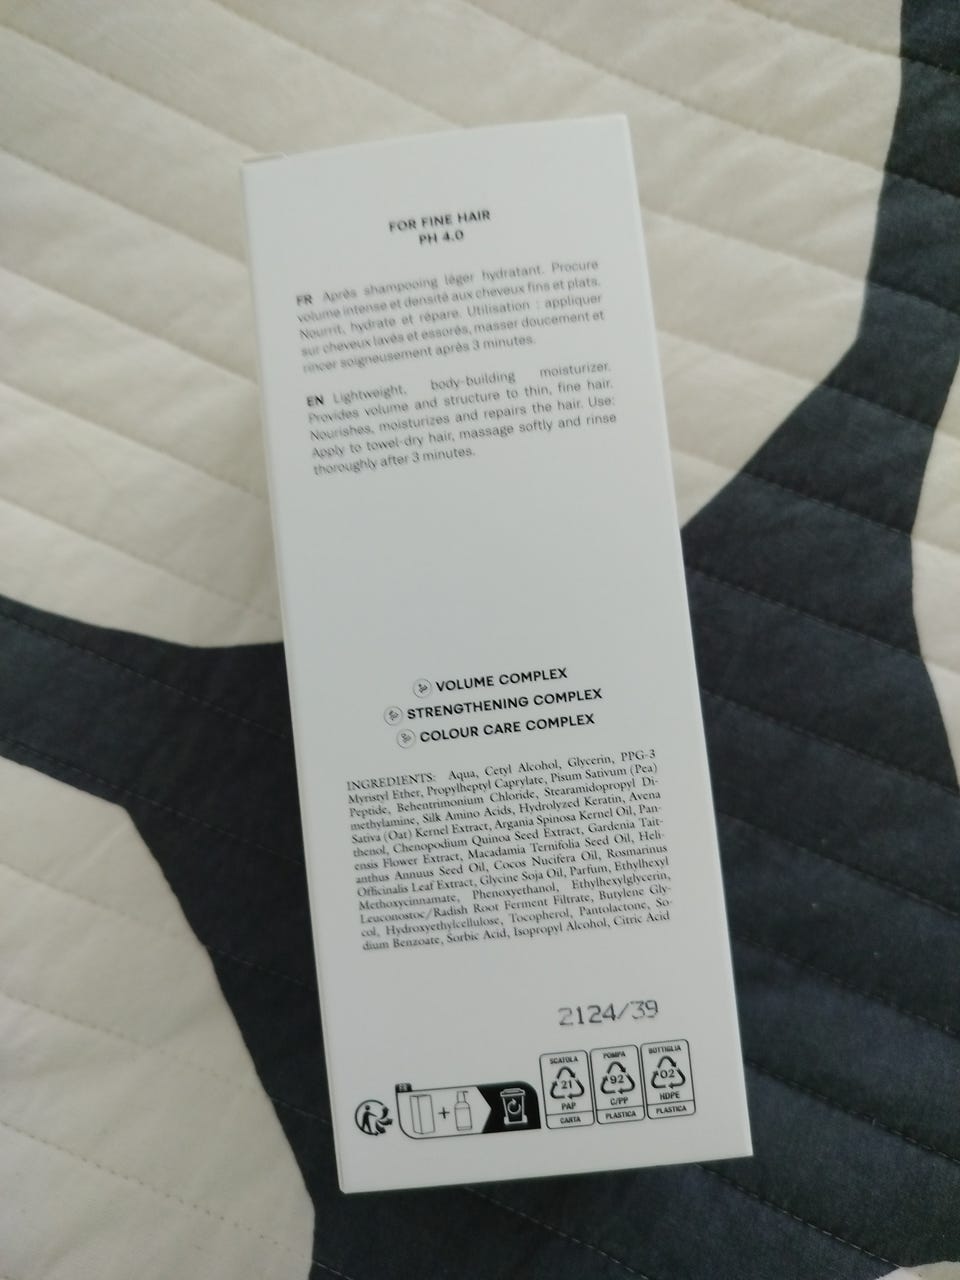 FOR FINE HAIR
PH 4.0
FR Après shampooing léger hydratant. Procure
volume intense et densité aux cheveux fins et plats.
Nourrit, hydrate et répare. Utilisation : appliquer
sur cheveux lavés et essorés, masser doucement et
rincer soigneusement après 3 minutes.
EN Lightweight, body-building moisturizer.
Provides volume and structure to thin, fine hair.
Nourishes, moisturizes and repairs the hair. Use:
Apply to towel-dry hair, massage softly and rinse
thoroughly after 3 minutes.
VOLUME COMPLEX
STRENGTHENING COMPLEX
COLOUR CARE COMPLEX
INGREDIENTS: Aqua, Cetyl Alcohol, Glycerin, PPG-3
Myristyl Ether, Propylheptyl Caprylate, Pisum Sativum (Pea)
Peptide, Behentrimonium Chloride, Stearamidopropyl Di-
methylamine, Silk Amino Acids, Hydrolyzed Keratin, Avena
Sativa (Oat) Kernel Extract, Argania Spinosa Kernel Oil, Pan-
thenol, Chenopodium Quinoa Seed Extract, Gardenia Tait-
ensis Flower Extract, Macadamia Ternifolia Seed Oil, Heli-
anthus Annuus Seed Oil, Cocos Nucifera Oil, Rosmarinus
Officinalis Leaf Extract, Glycine Soja Oil, Parfum, Ethylhexyl
Methoxycinnamate, Phenoxyethanol, Ethylhexylglycerin,
Leuconostoc/Radish Root Ferment Filtrate, Butylene Gly-
col, Hydroxyethylcellulose, Tocopherol, Pantolactone, So-
dium Benzoate, Sorbic Acid, Isopropyl Alcohol, Citric Acid
2124/39
FR
+
SCATOLA
21
PAP
CARTA
POMPA
92
C/PP
PLASTICA
BOTTIGLIA
02
HDPE
PLASTICA